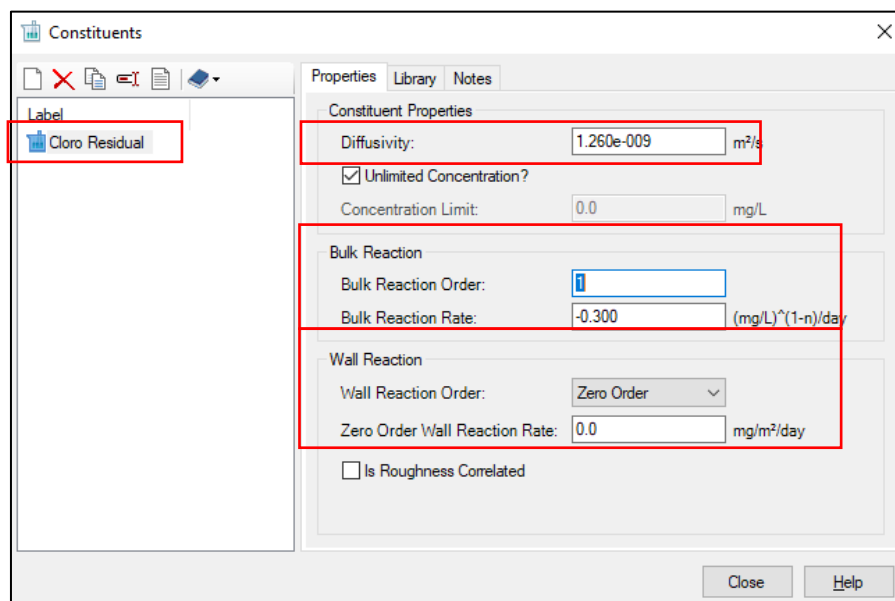 Constituents
Label
Cloro Residual
Properties Library Notes
Constituent Properties
Diffusivity: 1.260e-009 m²/s
Unlimited Concentration?
Concentration Limit: 0.0 mg/L
Bulk Reaction
Bulk Reaction Order: 1
Bulk Reaction Rate: -0.300 (mg/L)^(1-n)/day
Wall Reaction
Wall Reaction Order: Zero Order
Zero Order Wall Reaction Rate: 0.0 mg/m²/day
Is Roughness Correlated
Close Help